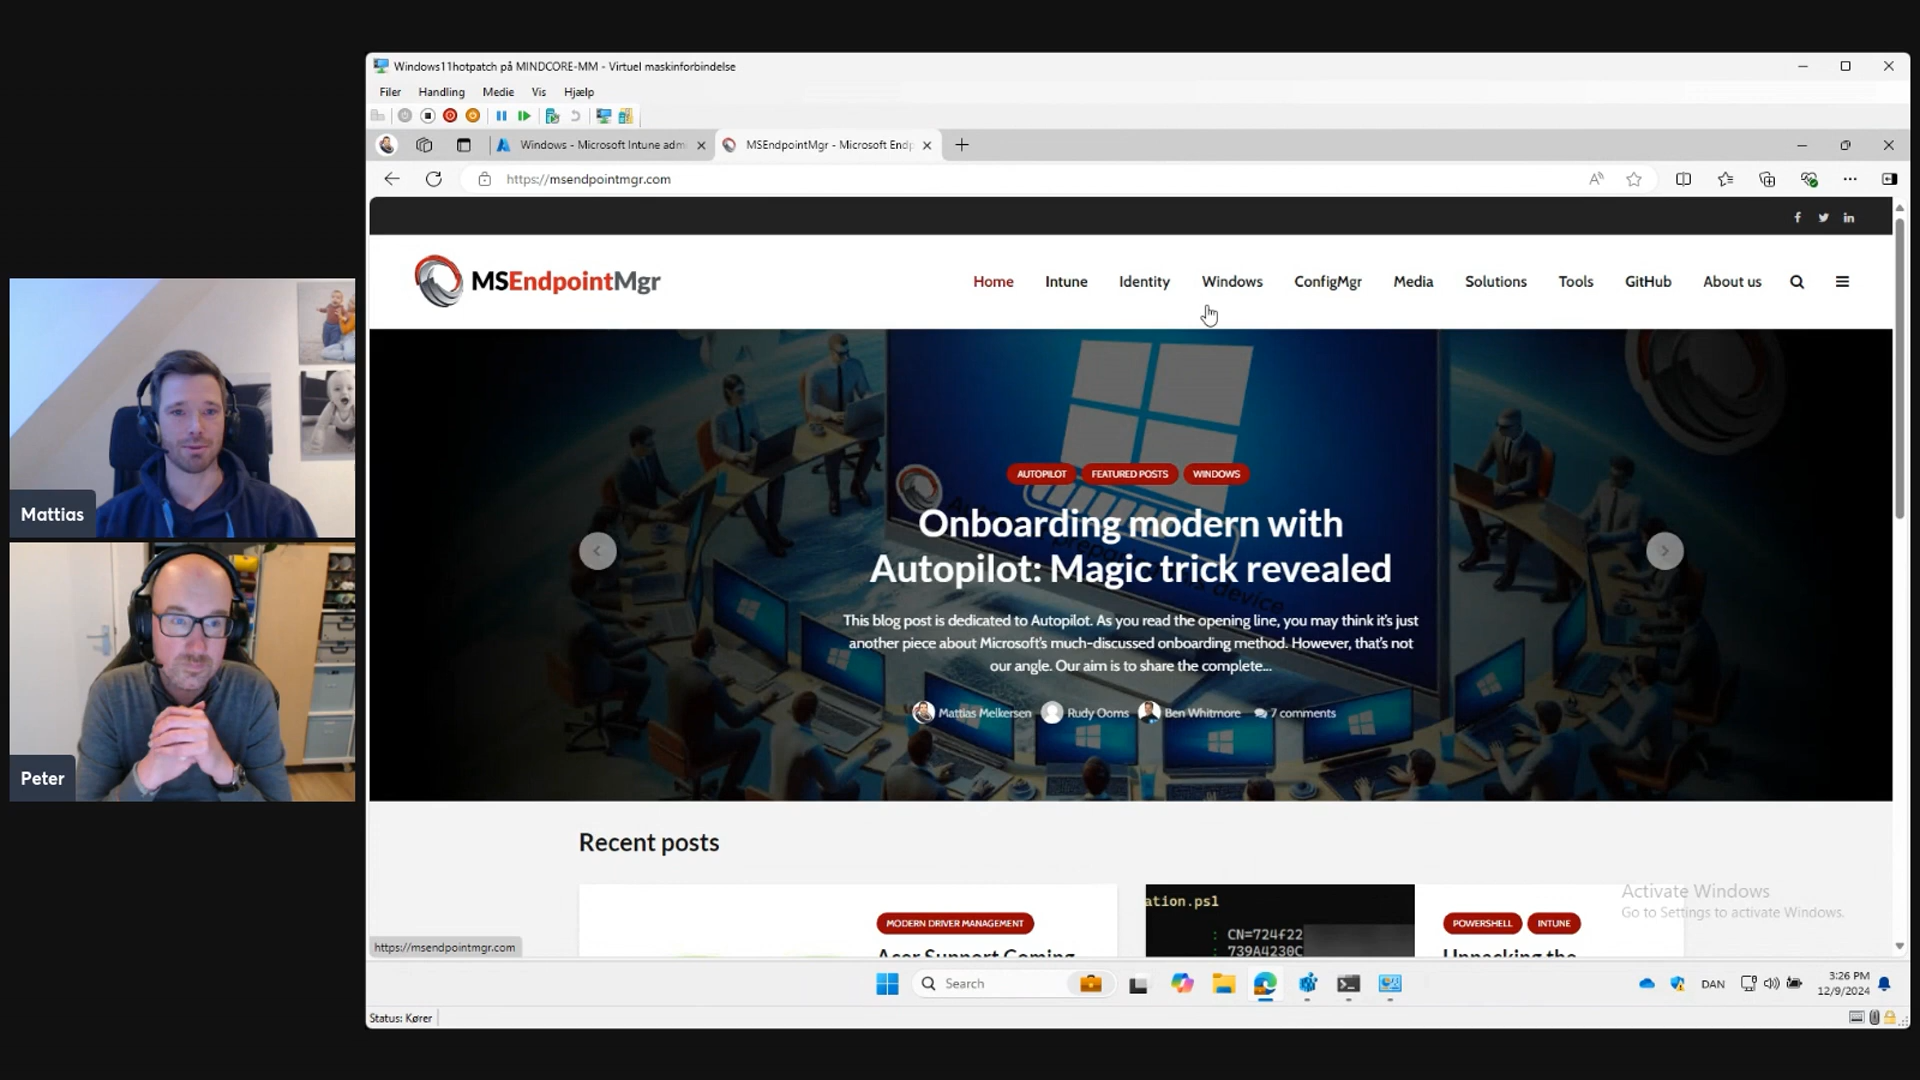 Windows11hotpatch på MINDCORE-MM - Virtuel maskinforbindelse
Filer Handling Medie Vis Hjælp
Windows - Microsoft Intune adm
MSEndpointMgr - Microsoft Endp
https://msendpointmgr.com
MSEndpointMgr
Home Intune Identity Windows ConfigMgr Media Solutions Tools GitHub About us
AUTOPILOT FEATURED POSTS WINDOWS
Onboarding modern with
Autopilot: Magic trick revealed
This blog post is dedicated to Autopilot. As you read the opening line, you may think it's just
another piece about Microsoft's much-discussed onboarding method. However, that's not
our angle. Our aim is to share the complete...
Mattias Melkersen Rudy Ooms Ben Whitmore 7 comments
Mattias
Peter
Recent posts
MODERN DRIVER MANAGEMENT
Acer Support Coming
ation.ps1
: CN=724f22
: 739A4230C
POWERSHELL INTUNE
Unpacking the
Activate Windows
Go to Settings to activate Windows.
https://msendpointmgr.com
Search
DAN
3:26 PM
12/9/2024
Status: Kører